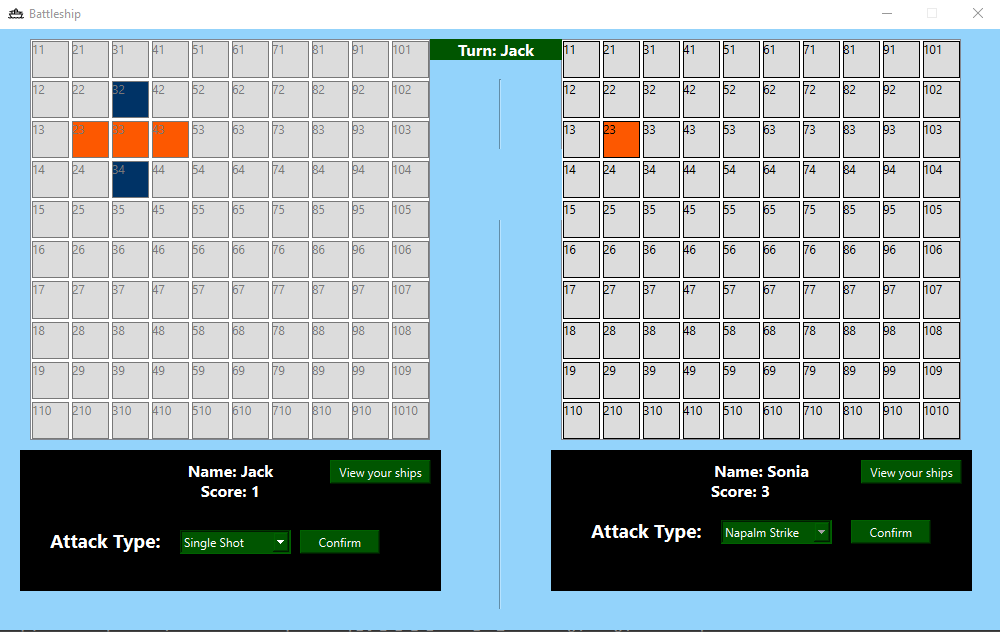 Battleship
Turn: Jack
11 21 31 41 51 61 71 81 91 101
12 22 32 42 52 62 72 82 92 102
13 23 33 43 53 63 73 83 93 103
14 24 34 44 54 64 74 84 94 104
15 25 35 45 55 65 75 85 95 105
16 26 36 46 56 66 76 86 96 106
17 27 37 47 57 67 77 87 97 107
18 28 38 48 58 68 78 88 98 108
19 29 39 49 59 69 79 89 99 109
110 210 310 410 510 610 710 810 910 1010
11 21 31 41 51 61 71 81 91 101
12 22 32 42 52 62 72 82 92 102
13 23 33 43 53 63 73 83 93 103
14 24 34 44 54 64 74 84 94 104
15 25 35 45 55 65 75 85 95 105
16 26 36 46 56 66 76 86 96 106
17 27 37 47 57 67 77 87 97 107
18 28 38 48 58 68 78 88 98 108
19 29 39 49 59 69 79 89 99 109
110 210 310 410 510 610 710 810 910 1010
Name: Jack
View your ships
Score: 1
Attack Type:
Single Shot
Confirm
Name: Sonia
View your ships
Score: 3
Attack Type:
Napalm Strike
Confirm